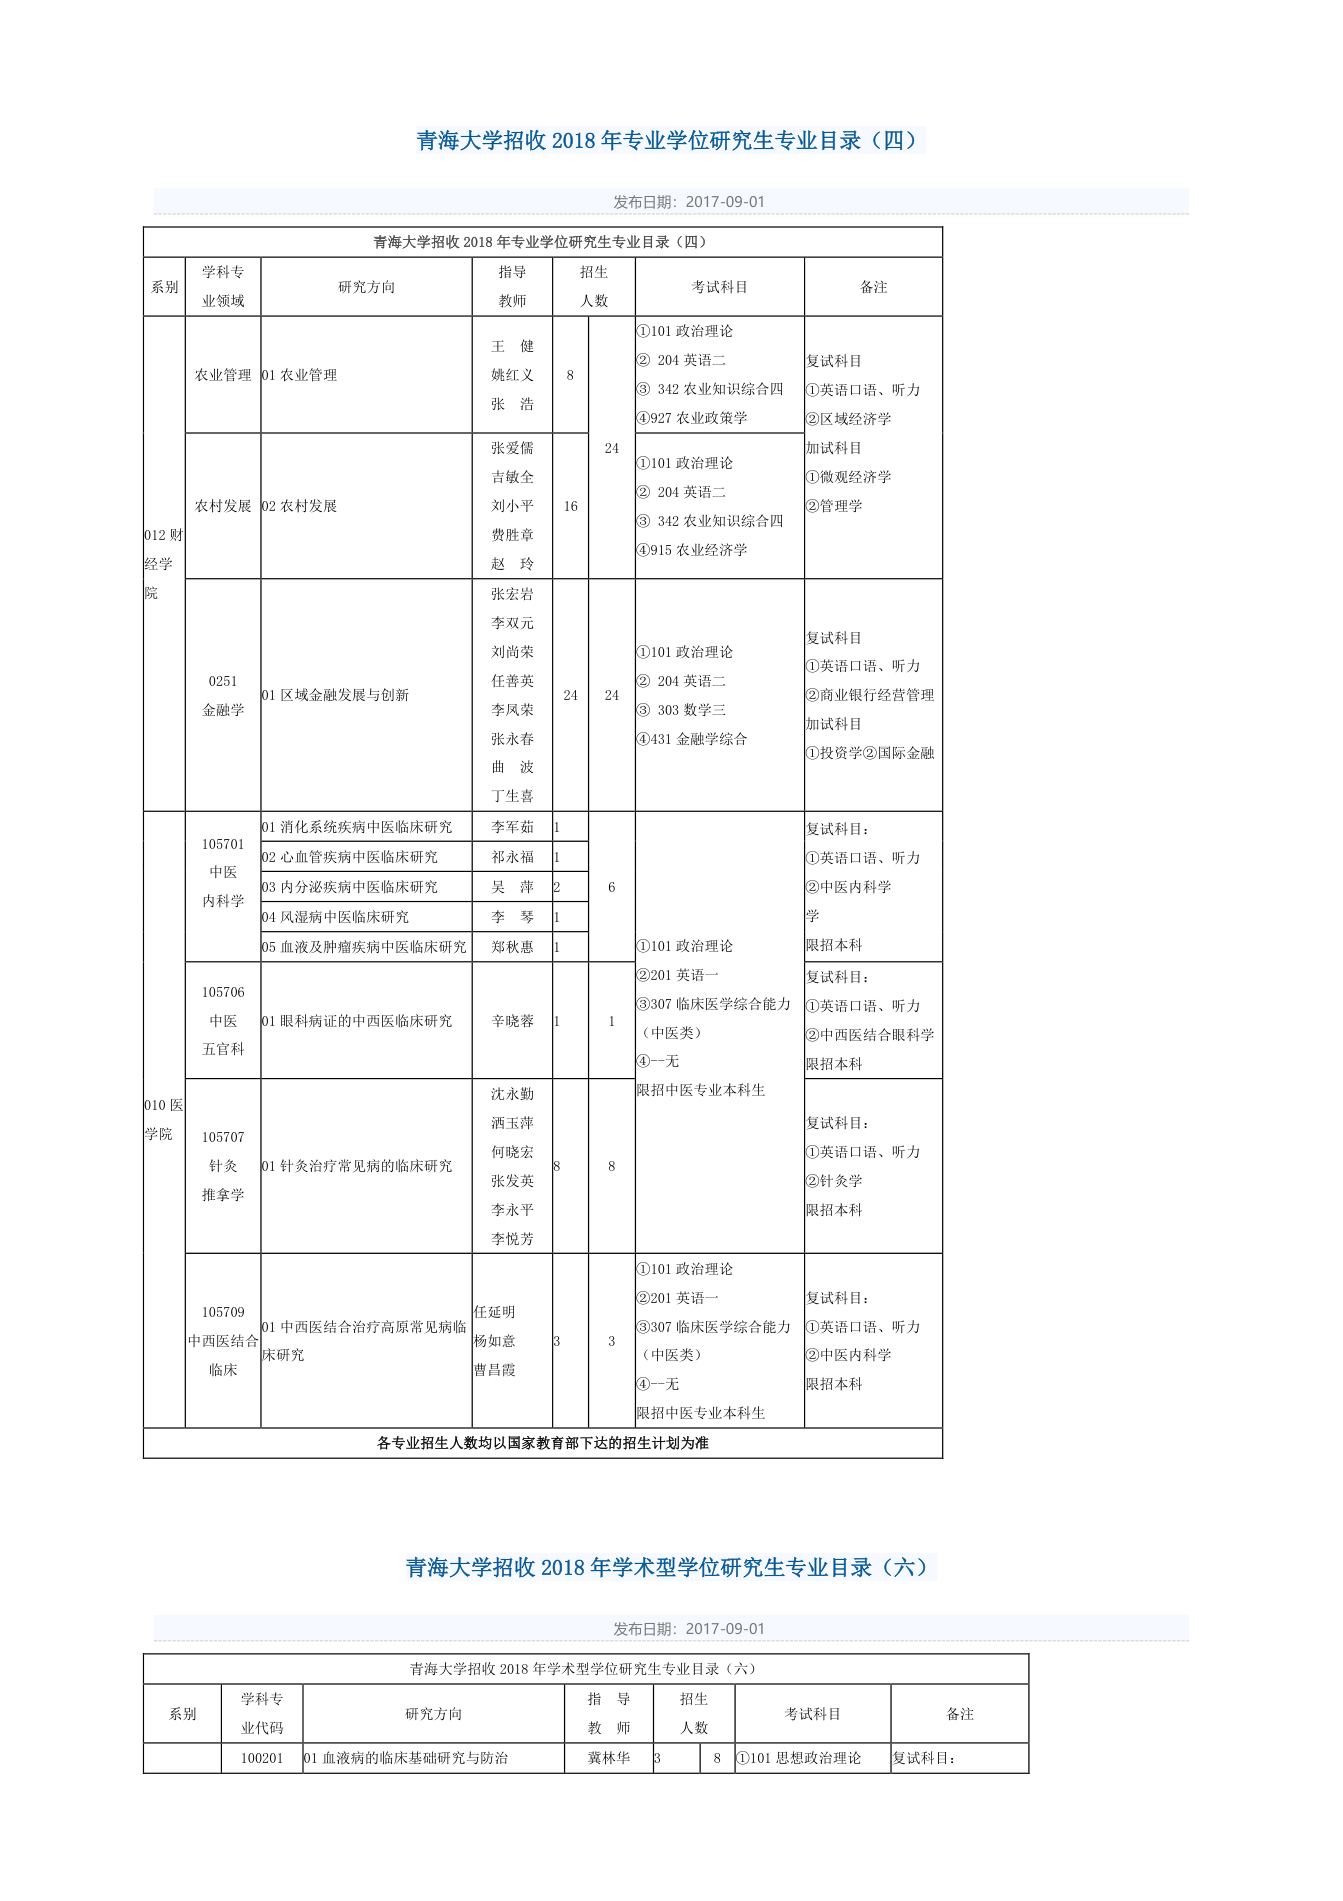 青海大学招收 2018 年专业学位研究生专业目录（四）
发布日期：2017-09-01
青海大学招收 2018 年专业学位研究生专业目录（四）
系别
学科专
业领域
研究方向
指导
教师
招生
人数
考试科目
备注
012 财
经学
院
农业管理
01 农业管理
王　健
姚红义
张　浩
8
24
①101 政治理论
② 204 英语二
③ 342 农业知识综合四
④927 农业政策学
复试科目
①英语口语、听力
②区域经济学
加试科目
①微观经济学
②管理学
农村发展
02 农村发展
张爱儒
吉敏全
刘小平
费胜章
赵　玲
16
①101 政治理论
② 204 英语二
③ 342 农业知识综合四
④915 农业经济学
0251
金融学
01 区域金融发展与创新
张宏岩
李双元
刘尚荣
任善英
李凤荣
张永春
曲　波
丁生喜
24
24
①101 政治理论
② 204 英语二
③ 303 数学三
④431 金融学综合
复试科目
①英语口语、听力
②商业银行经营管理
加试科目
①投资学②国际金融
010 医
学院
105701
中医
内科学
01 消化系统疾病中医临床研究
李军茹
1
02 心血管疾病中医临床研究
祁永福
1
03 内分泌疾病中医临床研究
吴　萍
2
04 风湿病中医临床研究
李　琴
1
05 血液及肿瘤疾病中医临床研究
郑秋惠
1
6
①101 政治理论
②201 英语一
③307 临床医学综合能力
（中医类）
④--无
限招中医专业本科生
复试科目：
①英语口语、听力
②中医内科学
学
限招本科
105706
中医
五官科
01 眼科病证的中西医临床研究
辛晓蓉
1
1
复试科目：
①英语口语、听力
②中西医结合眼科学
限招本科
105707
针灸
推拿学
01 针灸治疗常见病的临床研究
沈永勤
洒玉萍
何晓宏
张发英
李永平
李悦芳
8
8
复试科目：
①英语口语、听力
②针灸学
限招本科
105709
中西医结合
临床
01 中西医结合治疗高原常见病临
床研究
任延明
杨如意
曹昌霞
3
3
①101 政治理论
②201 英语一
③307 临床医学综合能力
（中医类）
④--无
限招中医专业本科生
复试科目：
①英语口语、听力
②中医内科学
限招本科
各专业招生人数均以国家教育部下达的招生计划为准
青海大学招收 2018 年学术型学位研究生专业目录（六）
发布日期：2017-09-01
青海大学招收 2018 年学术型学位研究生专业目录（六）
系别
学科专
业代码
研究方向
指　导
教　师
招生
人数
考试科目
备注
100201
01 血液病的临床基础研究与防治
冀林华
3
8
①101 思想政治理论
复试科目：